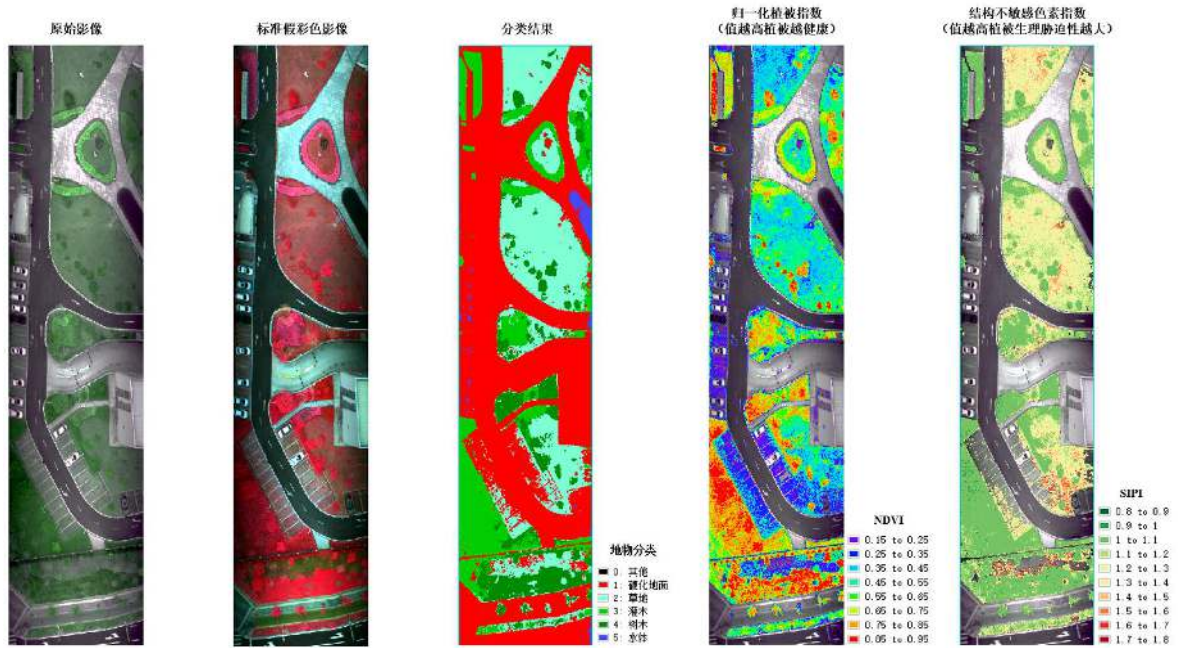 原始影像
标准假彩色影像
分类结果
归一化植被指数
（值越高植被越健康）
结构不敏感色素指数
（值越高植被生理胁迫性越大）
地物分类
0: 其他
1: 硬化地面
2: 草地
3: 灌木
4: 树木
5: 水体
NDVI
0.15 to 0.25
0.25 to 0.35
0.35 to 0.45
0.45 to 0.55
0.55 to 0.65
0.65 to 0.75
0.75 to 0.85
0.85 to 0.95
SIPI
0.8 to 0.9
0.9 to 1
1 to 1.1
1.1 to 1.2
1.2 to 1.3
1.3 to 1.4
1.4 to 1.5
1.5 to 1.6
1.6 to 1.7
1.7 to 1.8